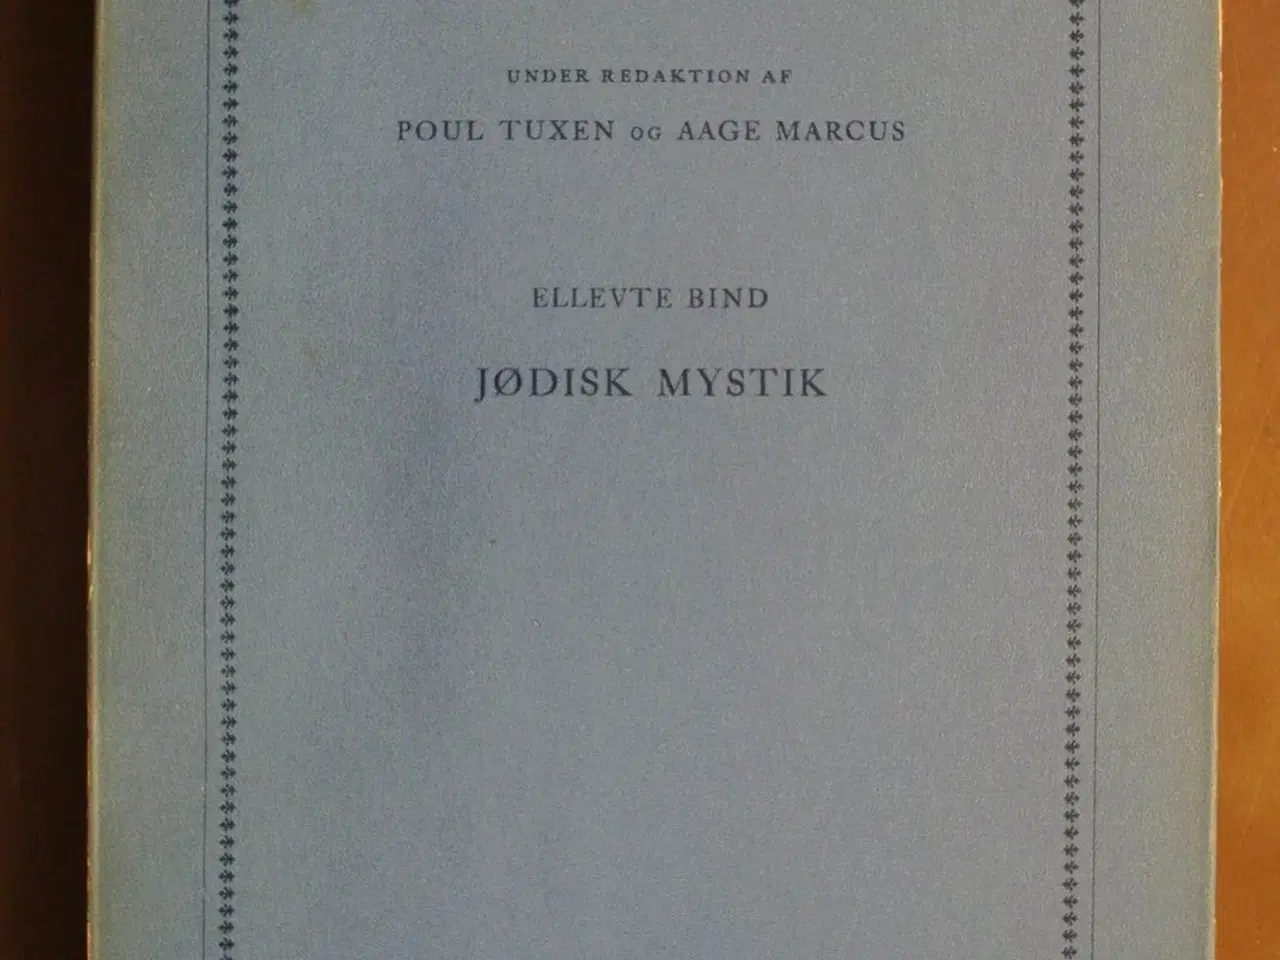 UNDER REDAKTION AF
POUL TUXEN OG AAGE MARCUS
ELLEVTE BIND
JØDISK MYSTIK